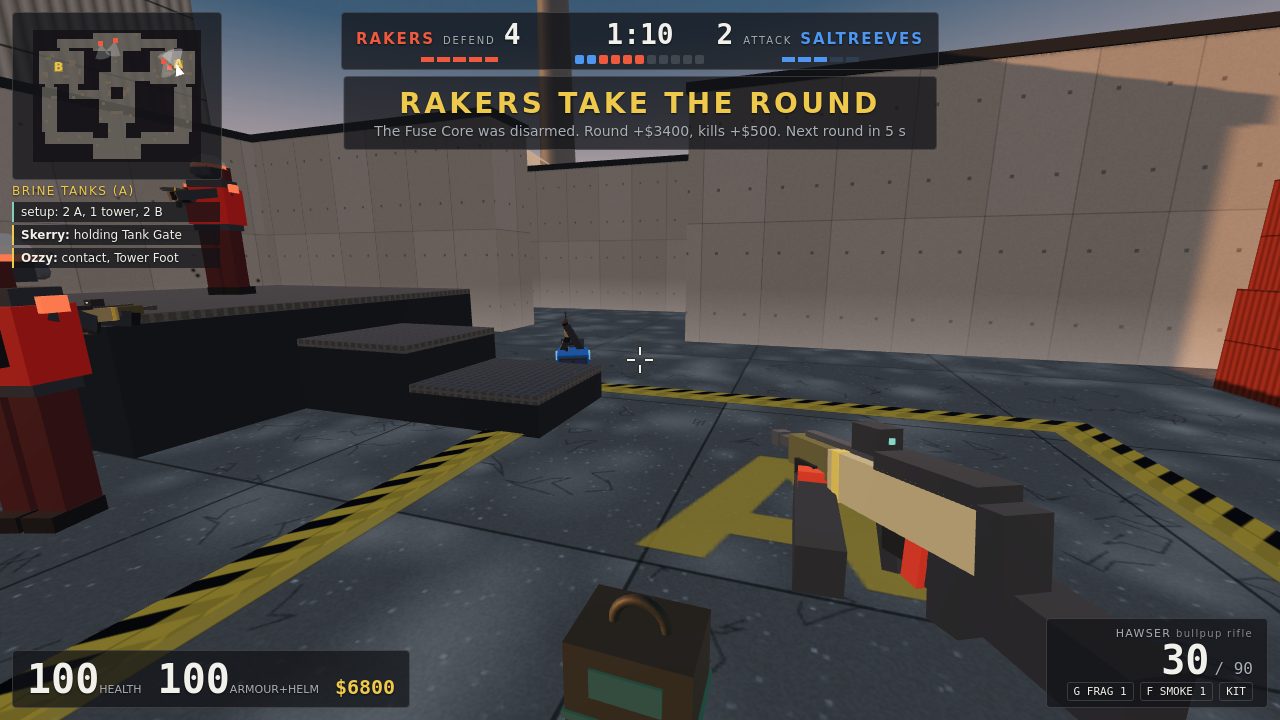 B
A
RAKERS DEFEND 4 1:10 2 ATTACK SALTREEVES
RAKERS TAKE THE ROUND
The Fuse Core was disarmed. Round +$3400, kills +$500. Next round in 5 s
BRINE TANKS (A)
setup: 2 A, 1 tower, 2 B
Skerry: holding Tank Gate
Ozzy: contact, Tower Foot
A
100 HEALTH 100 ARMOUR+HELM $6800
HAWSER bullpup rifle
30 / 90
G FRAG 1 F SMOKE 1 KIT